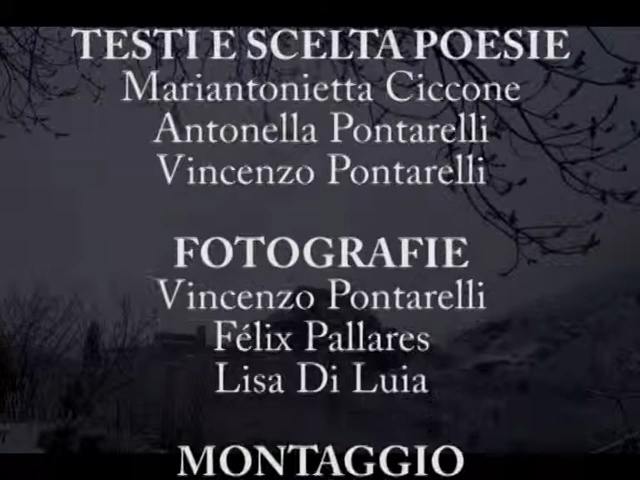 TESTI E SCELTA POESIE
Mariantonietta Ciccone
Antonella Pontarelli
Vincenzo Pontarelli
FOTOGRAFIE
Vincenzo Pontarelli
Félix Pallares
Lisa Di Luia
MONTAGGIO